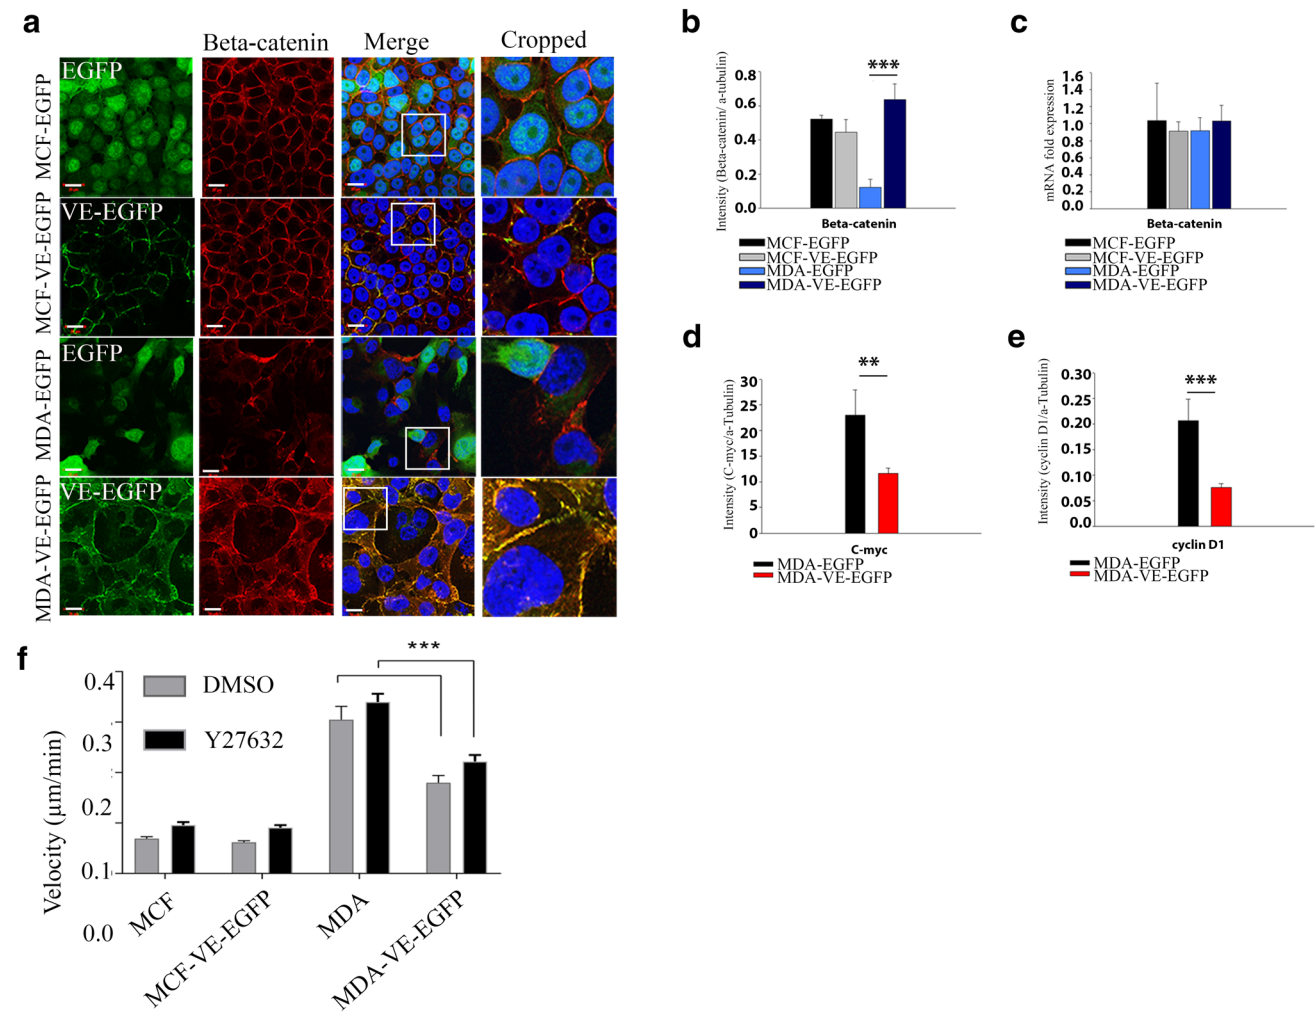 a
Beta-catenin Merge Cropped
MCF-EGFP
EGFP
MCF-VE-EGFP
VE-EGFP
MDA-EGFP
EGFP
MDA-VE-EGFP
VE-EGFP
b
Intensity (Beta-catenin/ a-tubulin)
0.8
0.6
0.4
0.2
0.0
***
Beta-catenin
MCF-EGFP
MCF-VE-EGFP
MDA-EGFP
MDA-VE-EGFP
c
mRNA fold expression
1.6
1.4
1.2
1.0
0.8
0.6
0.4
0.2
0.0
Beta-catenin
MCF-EGFP
MCF-VE-EGFP
MDA-EGFP
MDA-VE-EGFP
d
Intensity (C-myc/a-Tubulin)
30
25
20
15
10
5
0
**
C-myc
MDA-EGFP
MDA-VE-EGFP
e
Intensity (cyclin D1/a-Tubulin)
0.30
0.25
0.20
0.15
0.10
0.05
0.0
***
cyclin D1
MDA-EGFP
MDA-VE-EGFP
f
Velocity (µm/min)
0.4
0.3
0.2
0.1
0.0
DMSO
Y27632
***
MCF
MCF-VE-EGFP
MDA
MDA-VE-EGFP